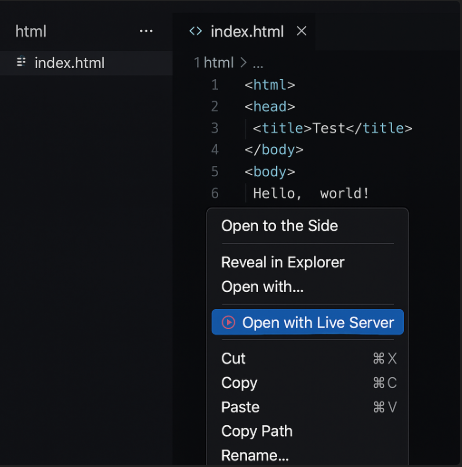 html ...
index.html
index.html
1 html > ...
1 <html>
2 <head>
3 <title>Test</title>
4 </body>
5 <body>
6 Hello,  world!
Open to the Side
Reveal in Explorer
Open with...
Open with Live Server
Cut ⌘X
Copy ⌘C
Paste ⌘V
Copy Path
Rename...